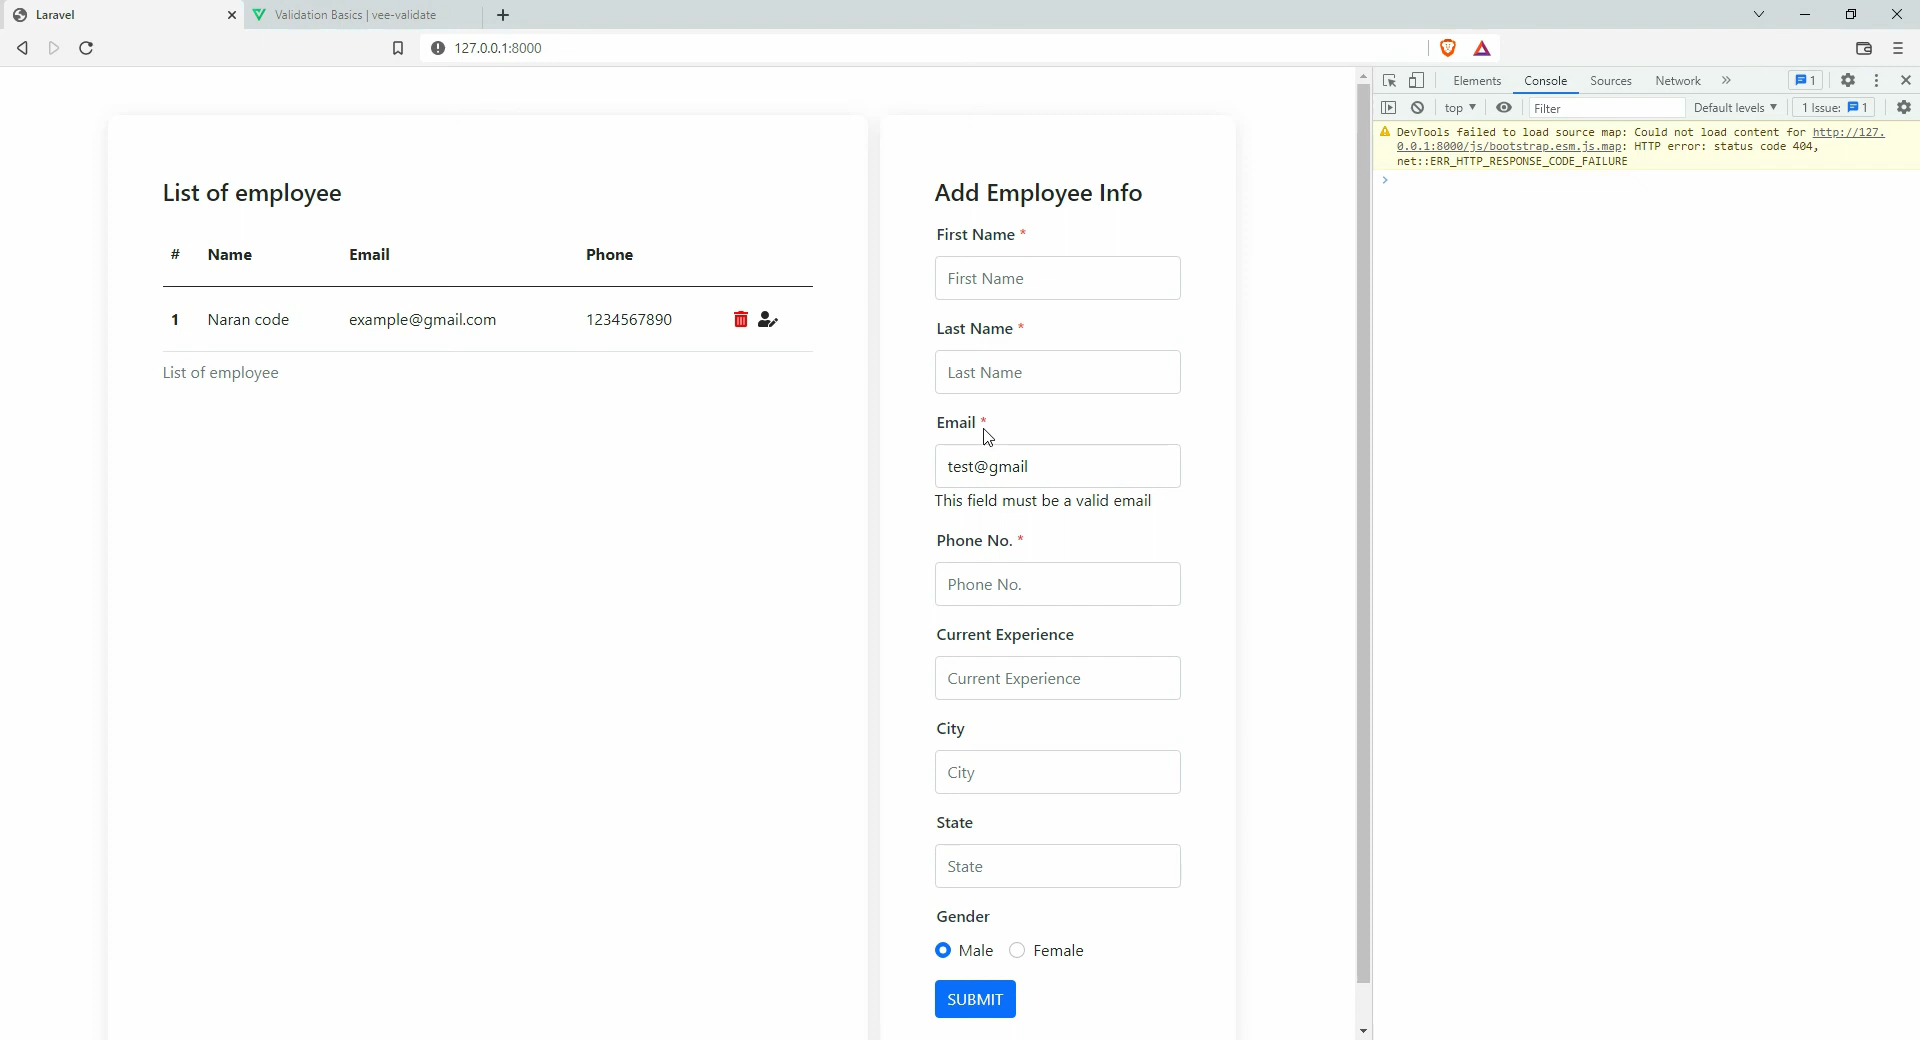 Laravel
Validation Basics | vee-validate
127.0.0.1:8000
List of employee
# Name Email Phone
1 Naran code example@gmail.com 1234567890
List of employee
Add Employee Info
First Name *
First Name
Last Name *
Last Name
Email *
test@gmail
This field must be a valid email
Phone No. *
Phone No.
Current Experience
Current Experience
City
City
State
State
Gender
Male Female
SUBMIT
Elements Console Sources Network » 1
top ▼ Filter Default levels ▼ 1 Issue: 1
DevTools failed to load source map: Could not load content for http://127.
0.0.1:8000/js/bootstrap.esm.js.map: HTTP error: status code 404,
net::ERR_HTTP_RESPONSE_CODE_FAILURE